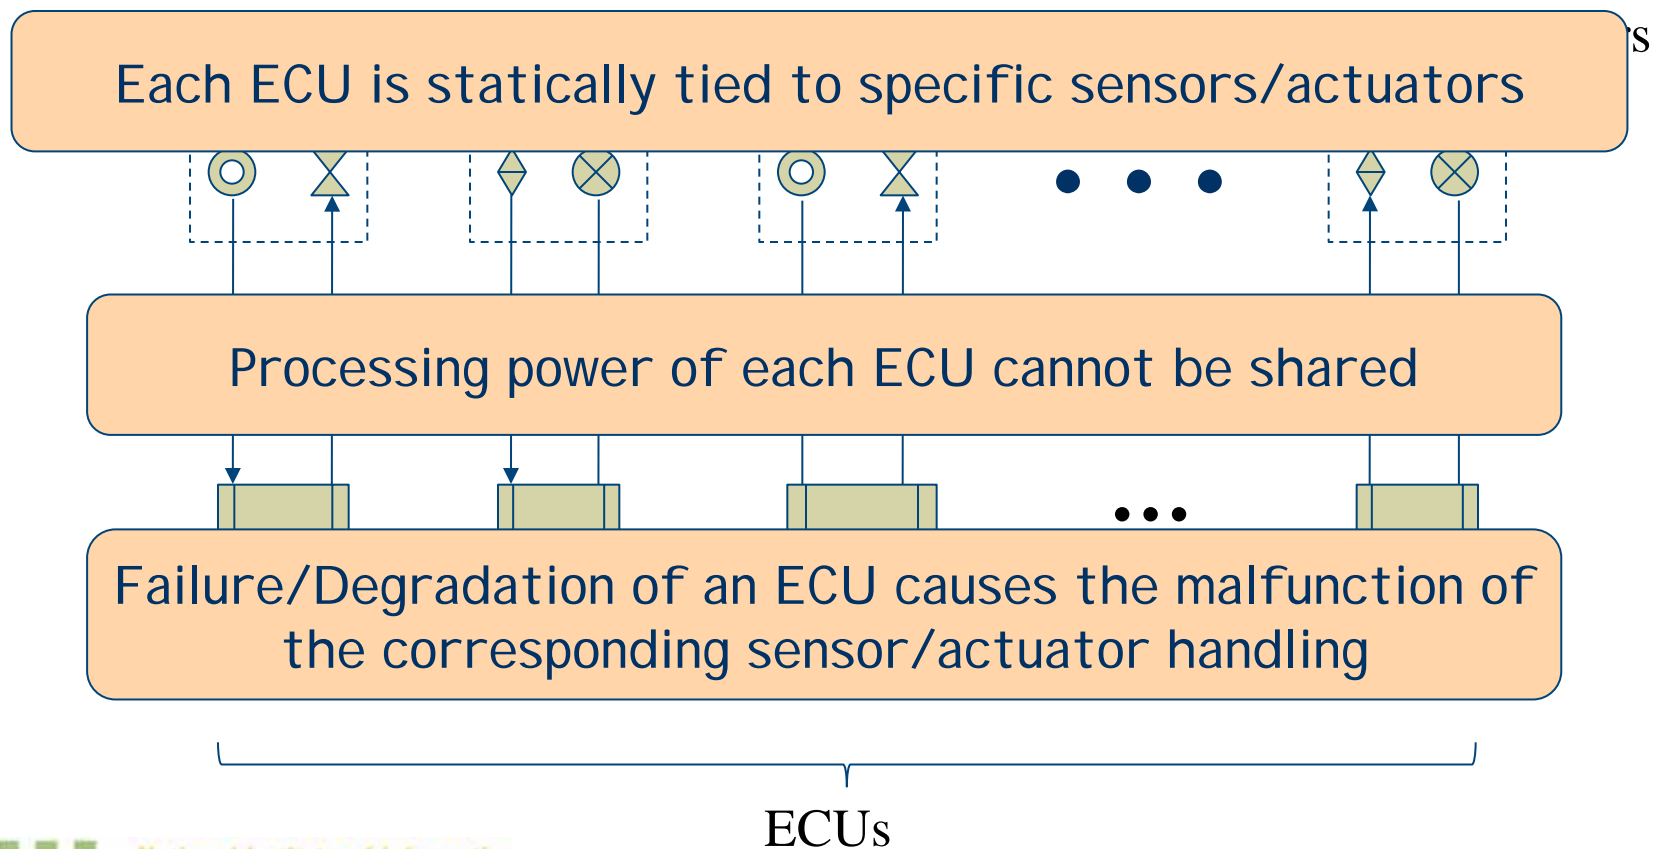 Each ECU is statically tied to specific sensors/actuators
Processing power of each ECU cannot be shared
Failure/Degradation of an ECU causes the malfunction of
the corresponding sensor/actuator handling
ECUs